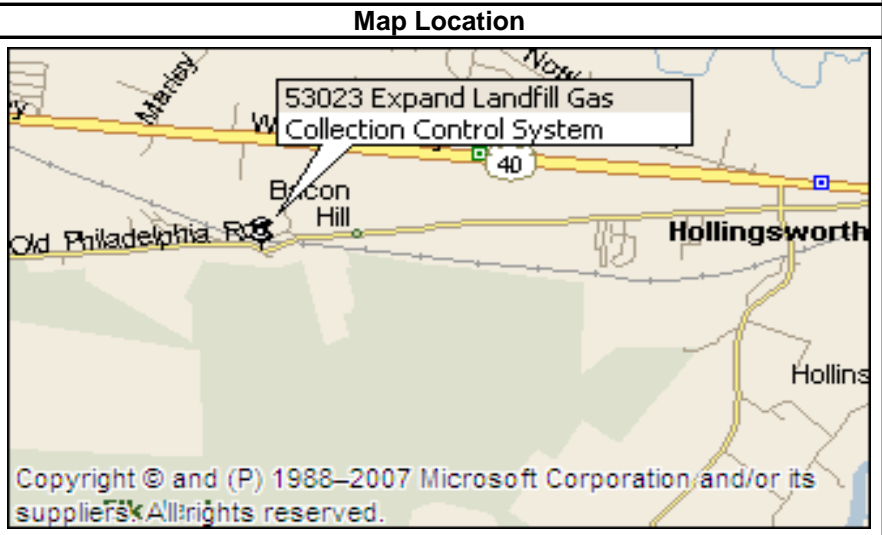 Map Location
Marley
53023 Expand Landfill Gas
Collection Control System
40
Bacon
Hill
Old Philadelphia Rd
Hollingsworth
Hollins
Copyright © and (P) 1988–2007 Microsoft Corporation and/or its
suppliers. All rights reserved.